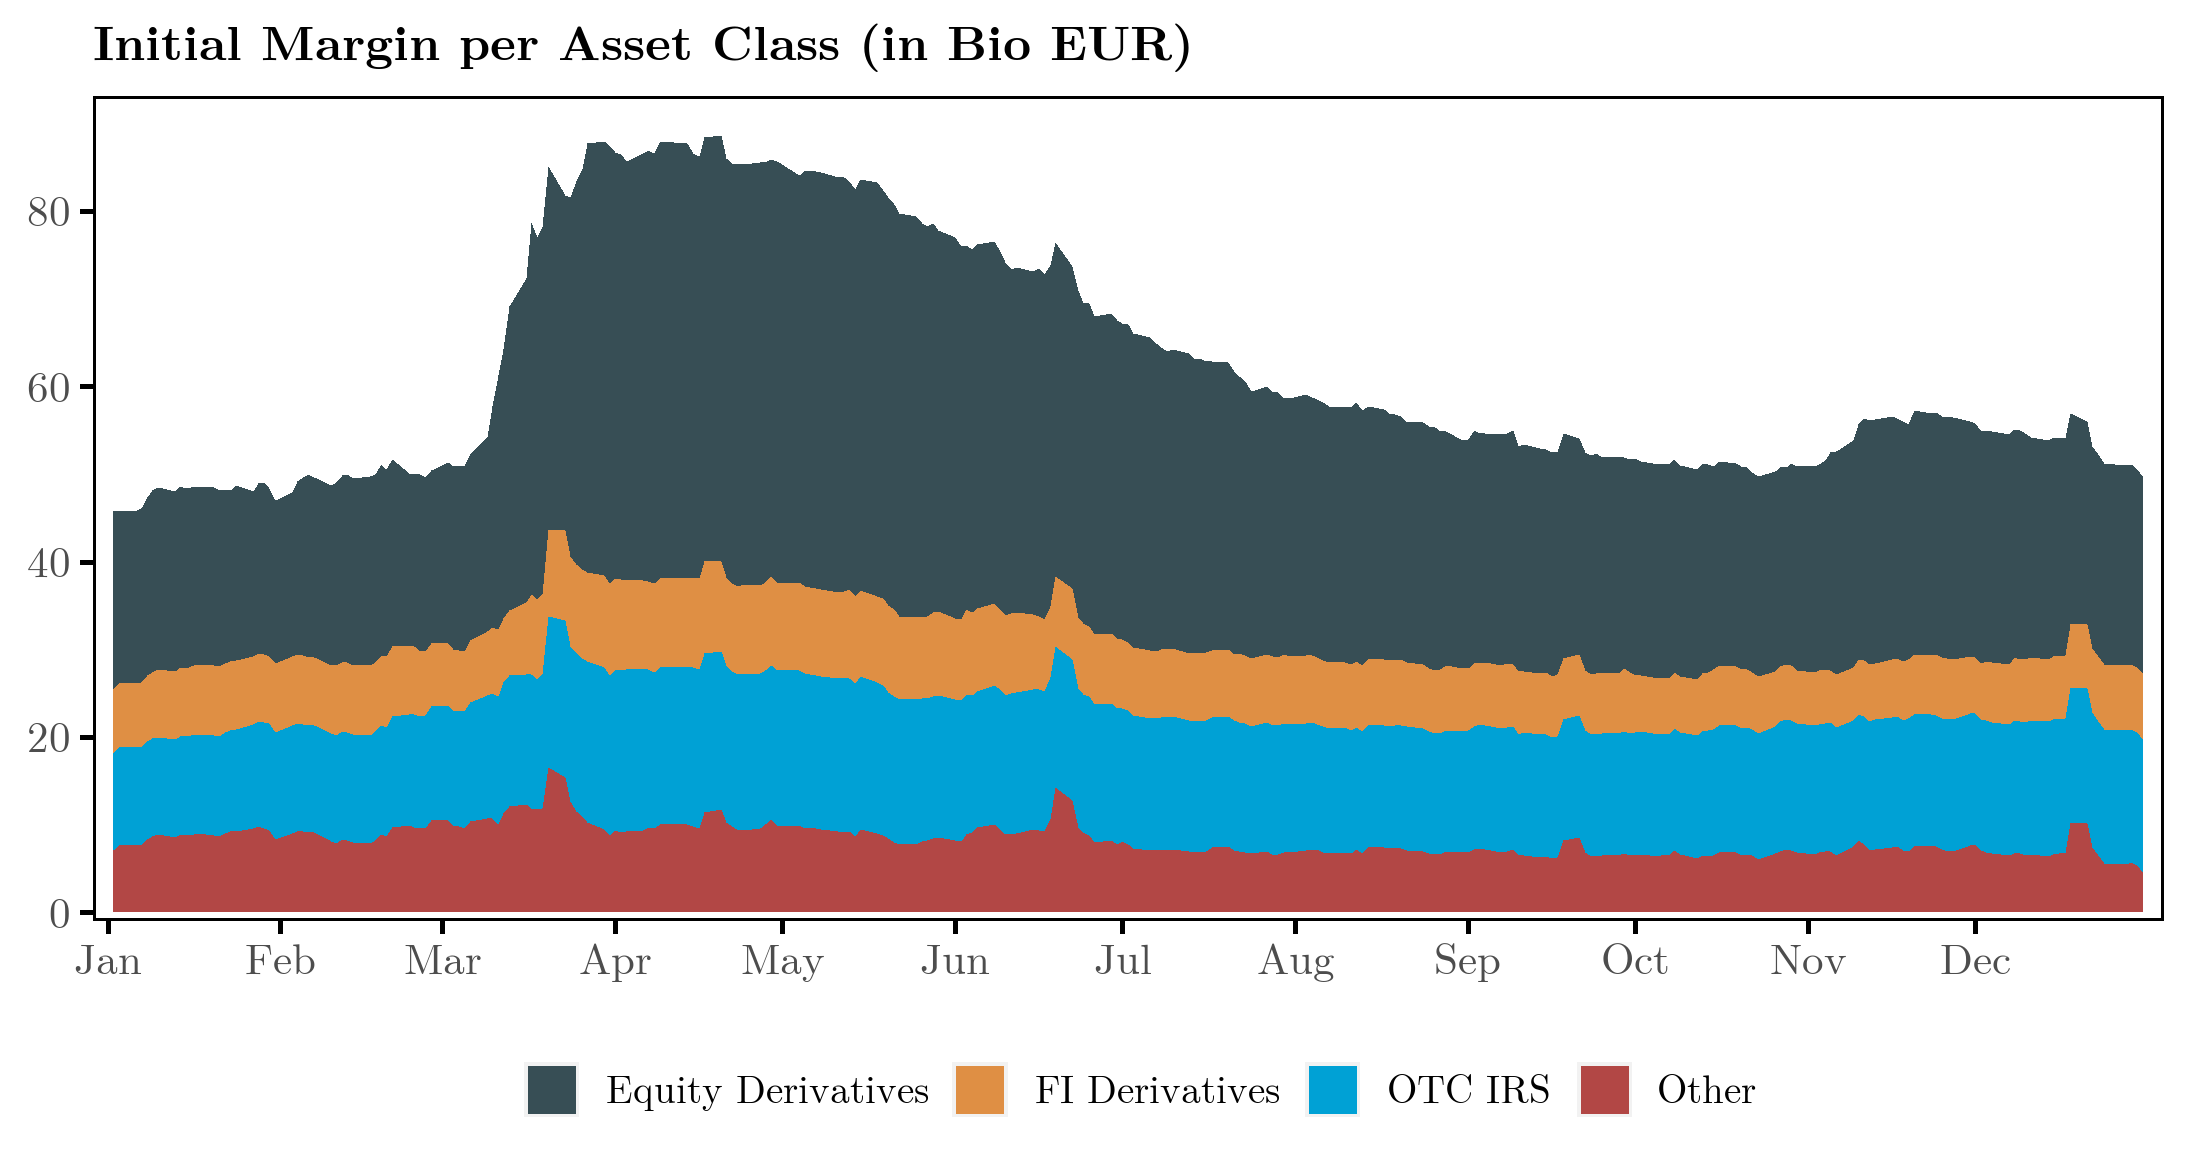 Initial Margin per Asset Class (in Bio EUR)
80
60
40
20
0
Jan Feb Mar Apr May Jun Jul Aug Sep Oct Nov Dec
Equity Derivatives FI Derivatives OTC IRS Other